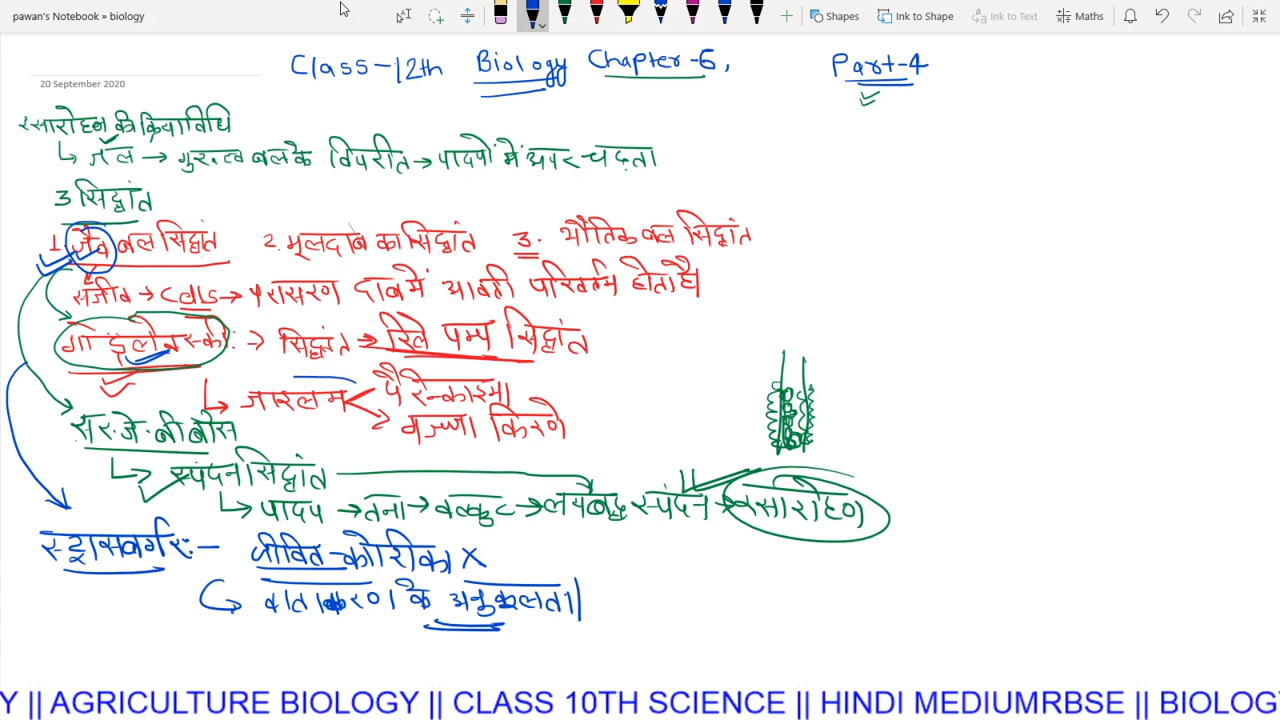 pawan's Notebook » biology
Shapes Ink to Shape Ink to Text Maths
Class-12th Biology Chapter-6, Part-4
20 September 2020
रसारोहण की क्रियाविधि
↳ जल → गुरुत्व बल के विपरीत → पादपों में ऊपर चढ़ता
3 सिद्धांत
1. जैव बल सिद्धांत 2. मूलदाब का सिद्धांत 3. भौतिक बल सिद्धांत
सजीव → cells → परासरण दाब में आवर्ती परिवर्तन होता है।
गोडलेवस्की: → सिद्धांत → रिले पम्प सिद्धांत
↳ जाइलम पैरेन्काइमा
मज्जा किरणे
सर. जे. बी बोस
↳ स्पंदन सिद्धांत
↳ पादप → तना → वल्कुट → लयबद्ध स्पंदन → रसारोहण
स्ट्रासबर्गर:- जीवित कोशिका X
↳ वातावरण के अनुकूलता।
Y || AGRICULTURE BIOLOGY || CLASS 10TH SCIENCE || HINDI MEDIUMRBSE || BIOLOG